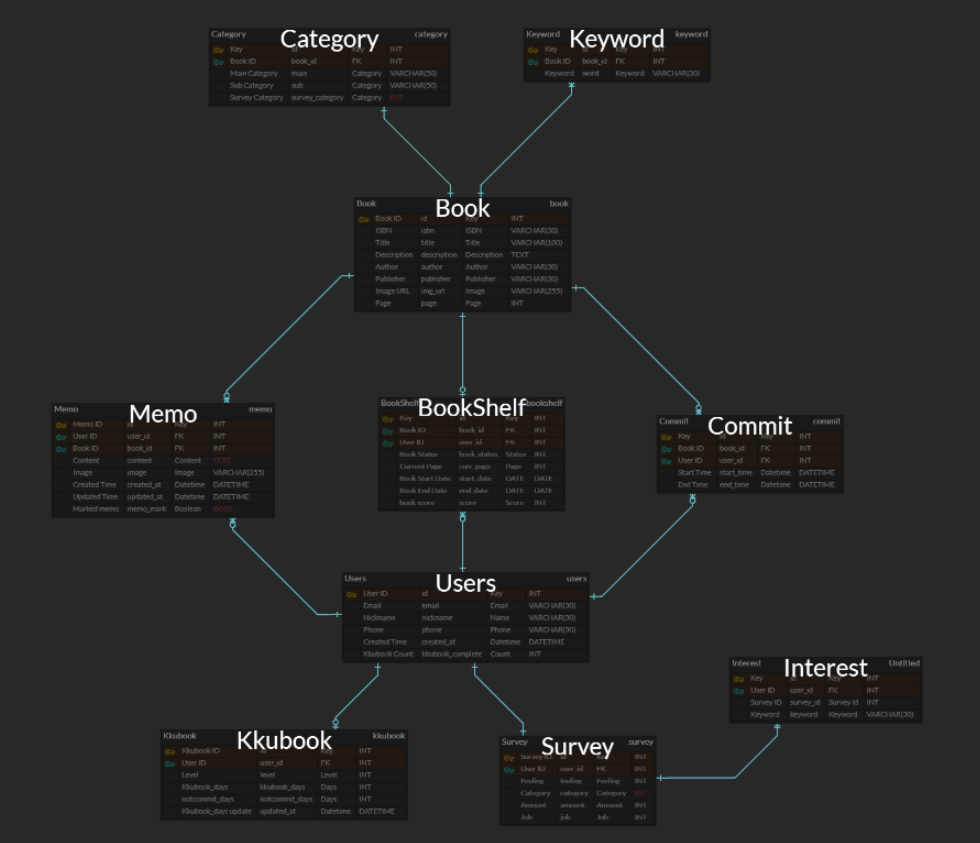 Category Category category
Key Key INT
Book ID book_id FK INT
Main Category main Category VARCHAR(50)
Sub Category sub Category VARCHAR(50)
Survey Category survey_category Category INT
Keyword Keyword keyword
Key Key INT
Book ID book_id FK INT
Keyword word Keyword VARCHAR(30)
Book Book book
Book ID id Key INT
ISBN isbn ISBN VARCHAR(30)
Title title Title VARCHAR(100)
Description description Description TEXT
Author author Author VARCHAR(30)
Publisher publisher Publisher VARCHAR(30)
Image URL img_url Image VARCHAR(255)
Page page Page INT
Memo Memo memo
Memo ID id Key INT
User ID user_id FK INT
Book ID book_id FK INT
Content content Content TEXT
Image image Image VARCHAR(255)
Created Time created_at Datetime DATETIME
Updated Time updated_at Datetime DATETIME
Marked memo memo_mark Boolean BOOL
BookShelf BookShelf bookshelf
Key Key INT
Book ID book_id FK INT
User ID user_id FK INT
Book Status book_status Status INT
Current Page curr_page Page INT
Book Start Date start_date DATE DATE
Book End Date end_date DATE DATE
book score score Score INT
Commit Commit commit
Key Key INT
Book ID book_id FK INT
User ID user_id FK INT
Start Time start_time Datetime DATETIME
End Time end_time Datetime DATETIME
Users Users users
User ID id Key INT
Email email Email VARCHAR(30)
Nickname nickname Name VARCHAR(30)
Phone phone Phone VARCHAR(30)
Created Time created_at Datetime DATETIME
Kkubook Count kkubook_complete Count INT
Kkubook Kkubook kkubook
Kkubook ID Key INT
User ID user_id FK INT
Level level Level INT
Kkubook_days kkubook_days Days INT
notcommit_days notcommit_days Days INT
Kkubook_days update updated_at Datetime DATETIME
Survey Survey survey
Survey ID Key INT
User ID user_id FK INT
Feeling feeling Feeling INT
Category category Category INT
Amount amount Amount INT
Job job Job INT
Interest Interest Untitled
Key Key INT
User ID user_id FK INT
Survey ID survey_id Survey id INT
Keyword keyword Keyword VARCHAR(30)